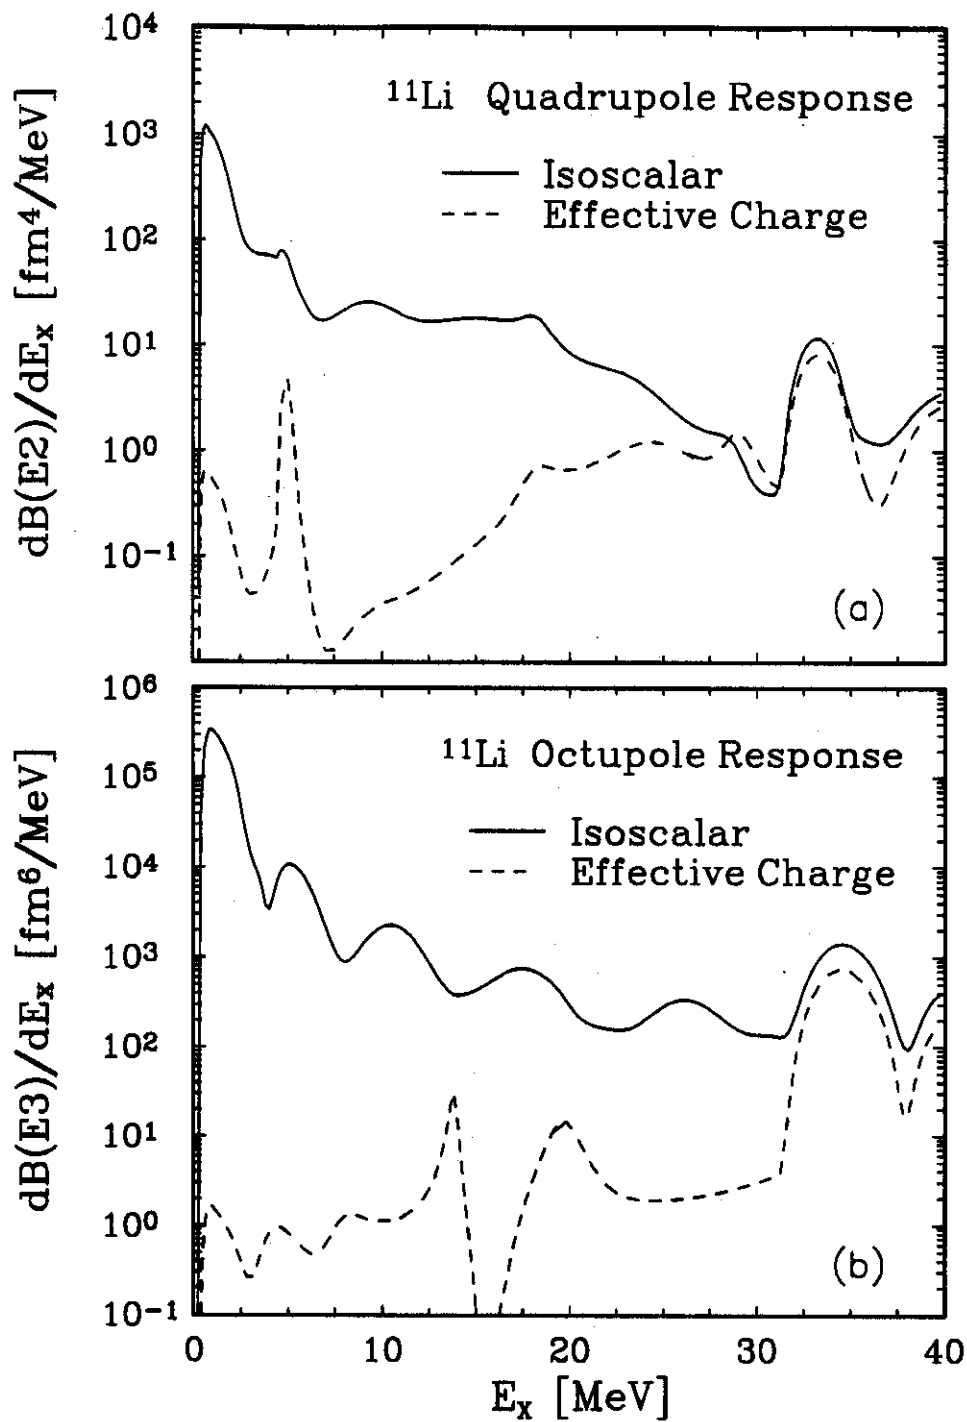 10⁴
10³
10²
10¹
10⁰
10⁻¹
dB(E2)/dEₓ [fm⁴/MeV]
¹¹Li Quadrupole Response
Isoscalar
Effective Charge
(a)
10⁶
10⁵
10⁴
10³
10²
10¹
10⁰
10⁻¹
dB(E3)/dEₓ [fm⁶/MeV]
¹¹Li Octupole Response
Isoscalar
Effective Charge
(b)
0 10 20 30 40
Eₓ [MeV]